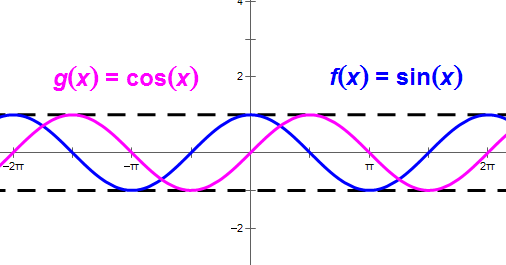 4
g(x) = cos(x)
f(x) = sin(x)
2
−2π
−π
π
2π
−2